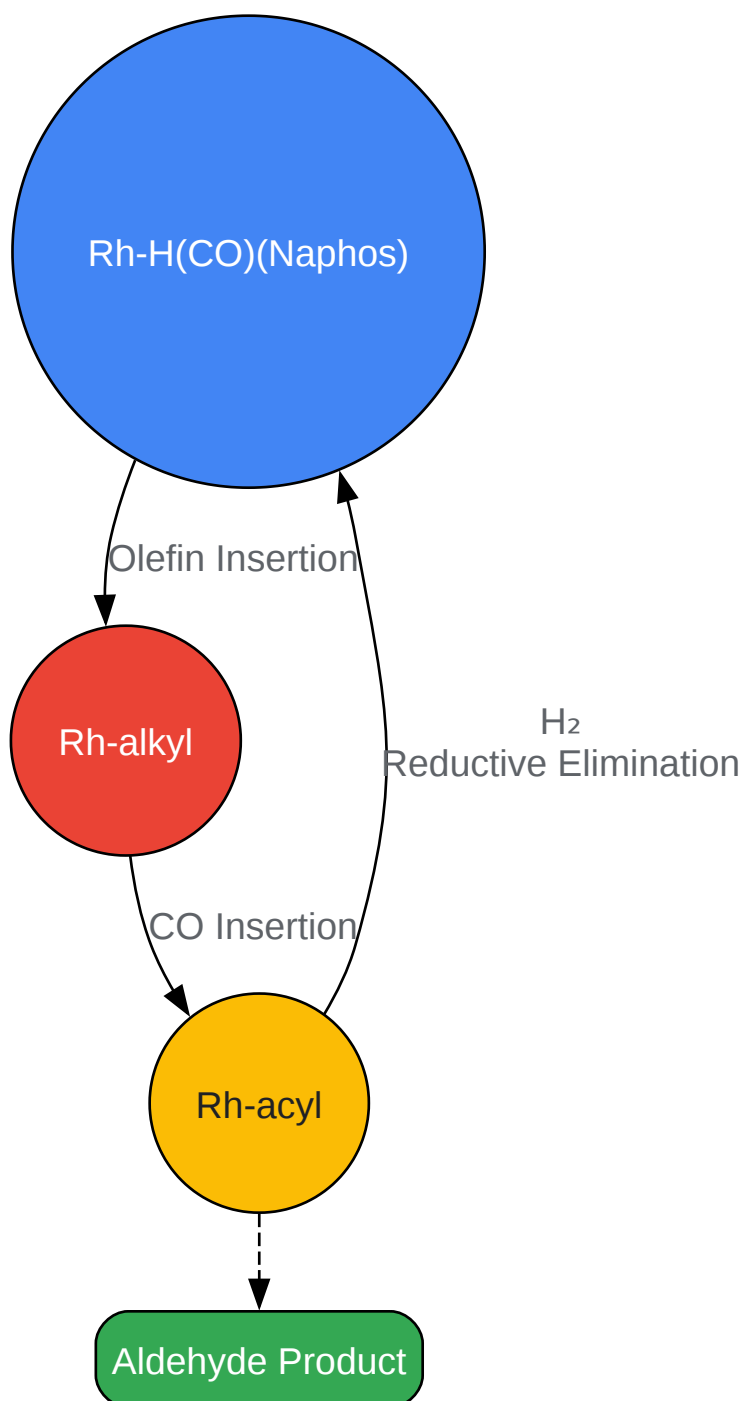 Rh-H(CO)(Naphos)
Olefin Insertion
Rh-alkyl
H₂
Reductive Elimination
CO Insertion
Rh-acyl
Aldehyde Product